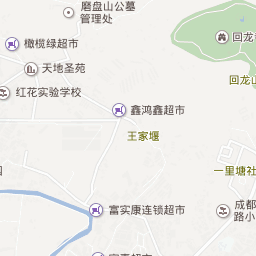 磨盘山公墓
管理处
橄榄绿超市
回龙
天地圣苑
回龙山
红花实验学校
鑫鸿鑫超市
王家堰
一里塘社
园
成都
路小
富实康连锁超市